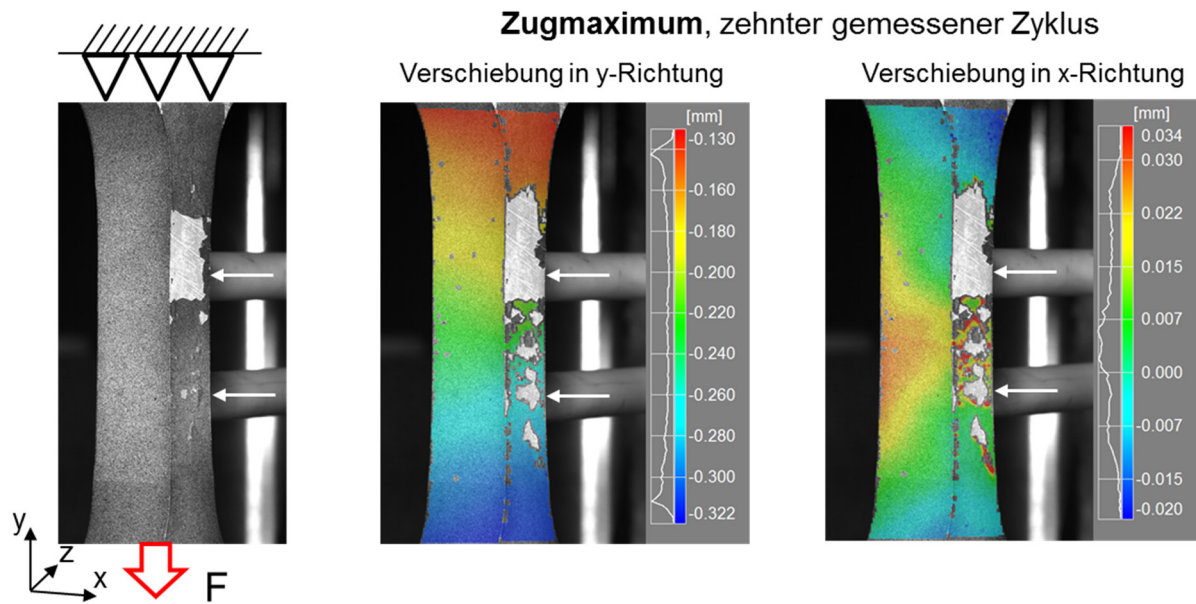 Zugmaximum, zehnter gemessener Zyklus
Verschiebung in y-Richtung
Verschiebung in x-Richtung
[mm]
-0.130
-0.160
-0.180
-0.200
-0.220
-0.240
-0.260
-0.280
-0.300
-0.322
[mm]
0.034
0.030
0.022
0.015
0.007
0.000
-0.007
-0.015
-0.020
y
z
x
F